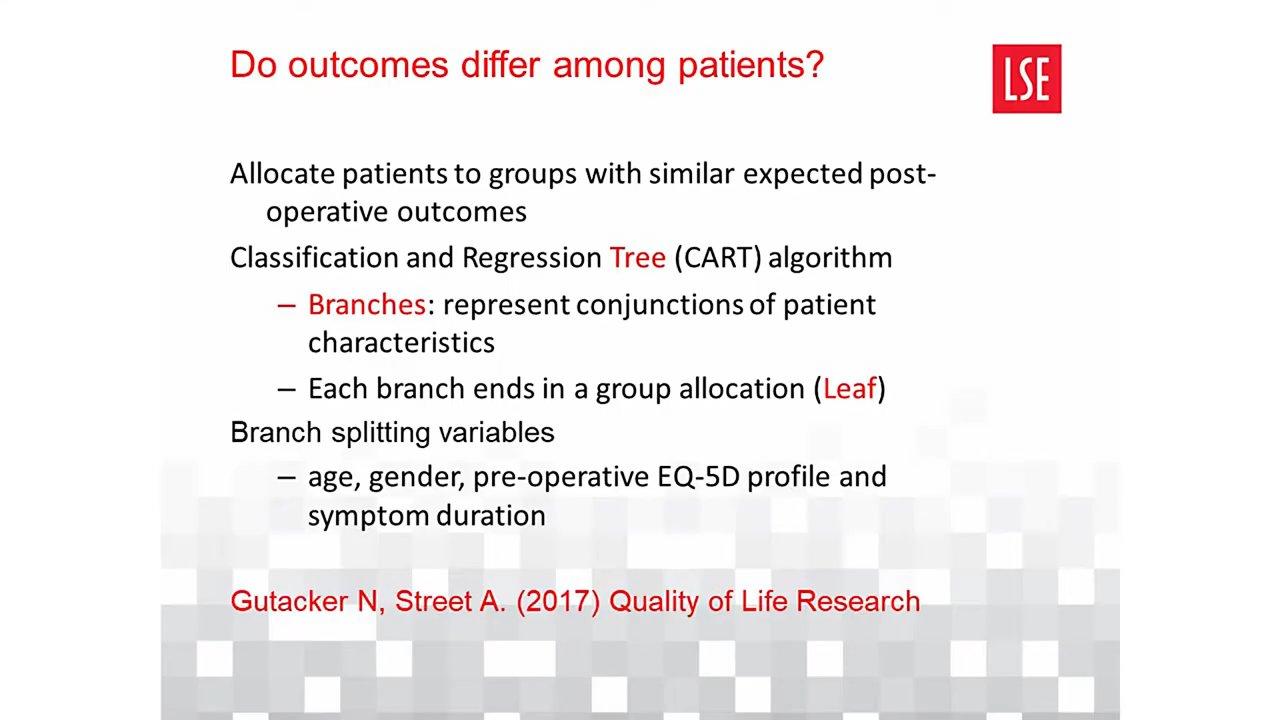 Do outcomes differ among patients?
LSE
Allocate patients to groups with similar expected post-
operative outcomes
Classification and Regression Tree (CART) algorithm
– Branches: represent conjunctions of patient
characteristics
– Each branch ends in a group allocation (Leaf)
Branch splitting variables
– age, gender, pre-operative EQ-5D profile and
symptom duration
Gutacker N, Street A. (2017) Quality of Life Research